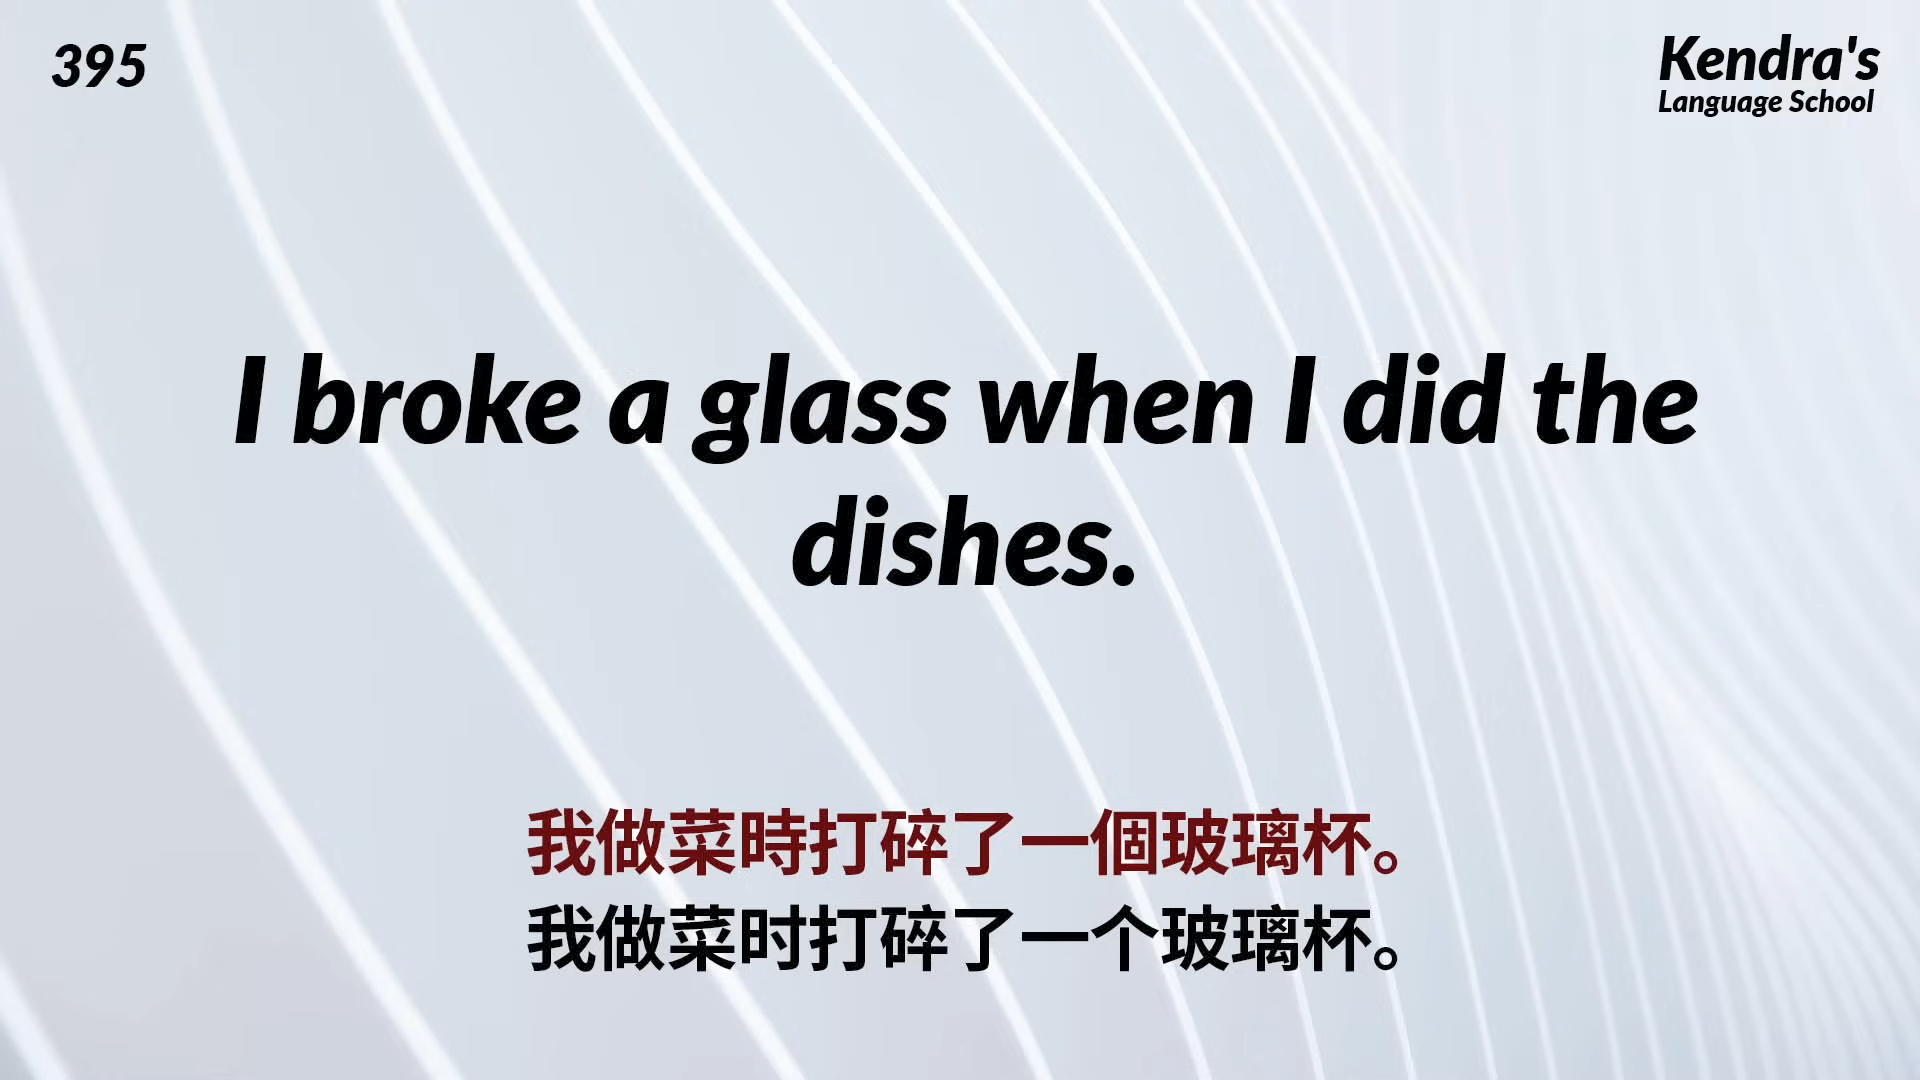 395
Kendra's
Language School
I broke a glass when I did the
dishes.
我做菜時打碎了一個玻璃杯。
我做菜时打碎了一个玻璃杯。